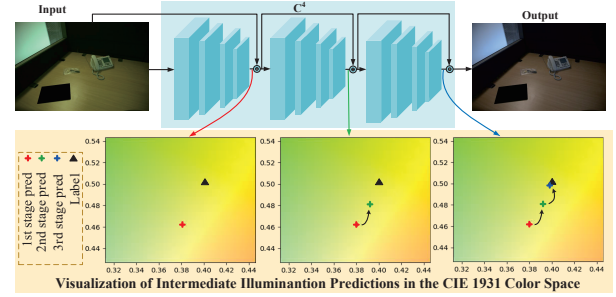 Input
C⁴
Output
1st stage pred
2nd stage pred
3rd stage pred
Label
0.54
0.52
0.50
0.48
0.46
0.44
0.32 0.34 0.36 0.38 0.40 0.42 0.44
0.54
0.52
0.50
0.48
0.46
0.44
0.32 0.34 0.36 0.38 0.40 0.42 0.44
0.54
0.52
0.50
0.48
0.46
0.44
0.32 0.34 0.36 0.38 0.40 0.42 0.44
Visualization of Intermediate Illuminantion Predictions in the CIE 1931 Color Space